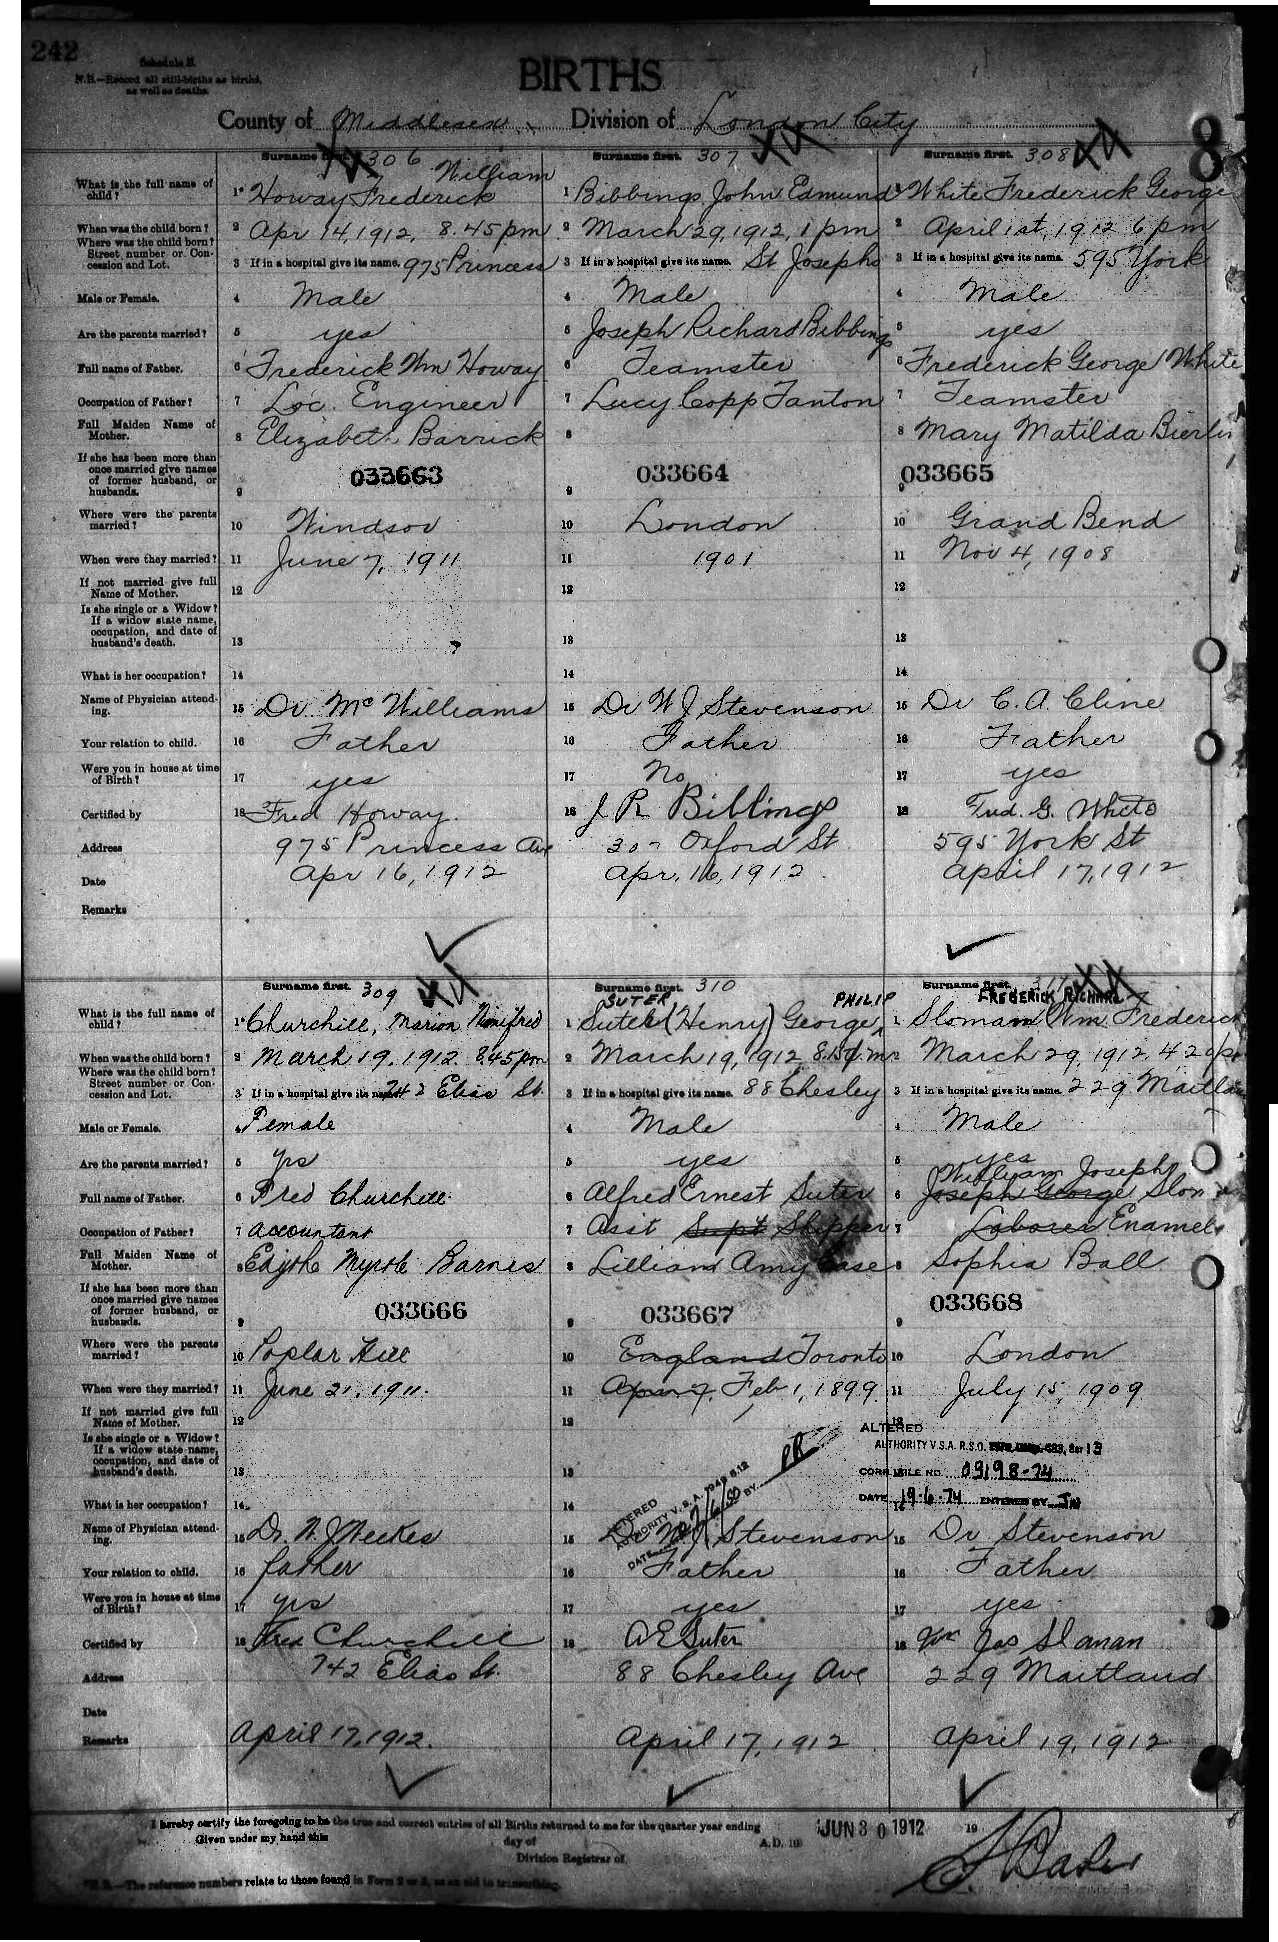 242
Schedule B.
N.B.—Record all still-births as births,
as well as deaths.
BIRTHS
8
County of Middlesex Division of London City
Surname first. 306
Surname first. 307
Surname first. 308
What is the full name of child?
1 Howay Frederick William
1 Bibbings John Edmund
1 White Frederick George
When was the child born?
2 Apr 14, 1912, 8.45 pm
2 March 29, 1912, 1 pm
2 April 1st, 1912 6 pm
Where was the child born? Street number or Concession and Lot.
3 If in a hospital give its name. 975 Princess
3 If in a hospital give its name. St Josephs
3 If in a hospital give its name. 595 York
Male or Female.
4 Male
4 Male
4 Male
Are the parents married?
5 yes
5 Joseph Richard Bibbings
5 yes
Full name of Father.
6 Frederick Wm Howay
6 Teamster
6 Frederick George White
Occupation of Father?
7 Loc. Engineer
7 Lucy Copp Tanton
7 Teamster
Full Maiden Name of Mother.
8 Elizabeth Barrick
8
8 Mary Matilda
If she has been more than once married give names of former husband, or husbands.
9 033663
9 033664
9 033665
Where were the parents married?
10 Windsor
10 London
10 Grand Bend
When were they married?
11 June 7, 1911
11 1901
11 Nov 4, 1908
If not married give full Name of Mother.
12
12
12
Is she single or a Widow? If a widow state name, occupation, and date of husband's death.
13
13
13
What is her occupation?
14
14
14
Name of Physician attending.
15 Dr McWilliams
15 Dr W J Stevenson
15 Dr C. A. Cline
Your relation to child.
16 Father
16 Father
16 Father
Were you in house at time of Birth?
17 yes
17 No
17 yes
Certified by
18 Fred Howay.
18 J R Bibbings
18 Fred. G. White
Address
975 Princess Ave
Oxford St
595 York St
Date
Apr 16, 1912
Apr, 16, 1912
April 17, 1912
Remarks
Surname first. 309
Surname first. 310
Surname first.
What is the full name of child?
1 Churchill, Marion Winifred
SUTER PHILIP
1 (Henry) George
FREDERICK RICHARD
1 Sloman (Wm Frederick
When was the child born?
2 March 19, 1912 8.45 pm
2 March 19, 1912 8.15 p.m
2 March 29, 1912, 4 20 pm
Where was the child born? Street number or Concession and Lot.
3 If in a hospital give its name. 742 Elias St.
3 If in a hospital give its name. 88 Chesley
3 If in a hospital give its name. 229 Maitland
Male or Female.
4 Female
4 Male
4 Male
Are the parents married?
5 yes
5 yes
5 yes
Full name of Father.
6 Fred Churchill
6 Alfred Ernest Suter
William Joseph
6 Joseph George Sloman
Occupation of Father?
7 accountant
7 Asst Supt Shipper
7 Laborer Enamel
Full Maiden Name of Mother.
8 Edythe Myrtle Barnes
8 Lillian Amy Case
8 Sophia Ball
If she has been more than once married give names of former husband, or husbands.
9 033666
9 033667
9 033668
Where were the parents married?
10 Poplar Hill
10 England Toronto
10 London
When were they married?
11 June 21, 1911.
11 Feb 1, 1899
11 July 15, 1909
If not married give full Name of Mother.
12
12
12
ALTERED
AUTHORITY V.S.A. R.S.O. Sec 13
CORR. FILE NO. 09198-74
DATE 19·6·74 ENTERED BY
Is she single or a Widow? If a widow state name, occupation, and date of husband's death.
13
13
13
ALTERED
AUTHORITY V.S.A. 1948 S.12
DATE BY PR
What is her occupation?
14
14
14
Name of Physician attending.
15 Dr. W. J Weekes
15 Dr W J Stevenson
15 Dr Stevenson
Your relation to child.
16 father
16 Father
16 Father
Were you in house at time of Birth?
17 yes
17 yes
17 yes
Certified by
18 Fred Churchill
18 A E Suter
18 Wm Jos Sloman
Address
742 Elias St.
88 Chesley Ave
229 Maitland
Date
Remarks
April 17, 1912.
April 17, 1912
April 19, 1912
I hereby certify the foregoing to be the true and correct entries of all Births returned to me for the quarter year ending JUN 30 1912 19
Given under my hand this day of A.D. 19
Division Registrar of
N.B.—The reference numbers relate to those found in Form 2 or 3, as an aid to transcribing.